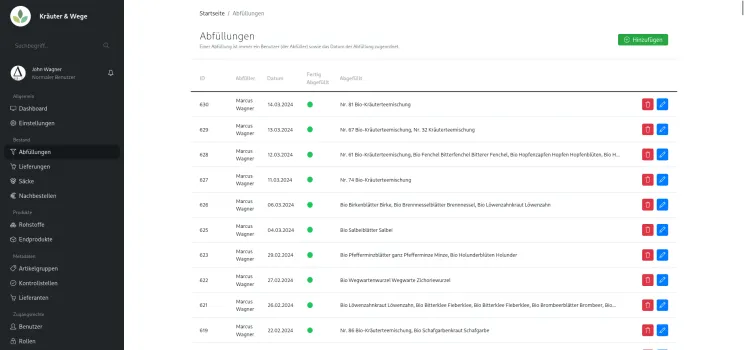 Kräuter & Wege
Suchbegriff...
John Wagner
Normaler Benutzer
Allgemein
Dashboard
Einstellungen
Bestand
Abfüllungen
Lieferungen
Säcke
Nachbestellen
Produkte
Rohstoffe
Endprodukte
Metadaten
Artikelgruppen
Kontrollstellen
Lieferanten
Zugangsrechte
Benutzer
Rollen
Startseite / Abfüllungen
Abfüllungen
Einer Abfüllung ist immer ein Benutzer (der Abfüller) sowie das Datum der Abfüllung zugeordnet.
Hinzufügen
ID Abfüller Datum Fertig Abgefüllt Abgefüllt
630 Marcus Wagner 14.03.2024 Nr. 81 Bio-Kräuterteemischung
629 Marcus Wagner 13.03.2024 Nr. 67 Bio-Kräuterteemischung, Nr. 32 Kräuterteemischung
628 Marcus Wagner 12.03.2024 Nr. 61 Bio-Kräuterteemischung, Bio Fenchel Bitterfenchel Bitterer Fenchel, Bio Hopfenzapfen Hopfen Hopfenblüten, Bio H...
627 Marcus Wagner 11.03.2024 Nr. 74 Bio-Kräuterteemischung
626 Marcus Wagner 06.03.2024 Bio Birkenblätter Birke, Bio Brennnesselblätter Brennnessel, Bio Löwenzahnkraut Löwenzahn
625 Marcus Wagner 04.03.2024 Bio Salbeiblätter Salbei
623 Marcus Wagner 29.02.2024 Bio Pfefferminzblätter ganz Pfefferminze Minze, Bio Holunderblüten Holunder
622 Marcus Wagner 27.02.2024 Bio Wegwartenwurzel Wegwarte Zichorienwurzel
621 Marcus Wagner 26.02.2024 Bio Löwenzahnkraut Löwenzahn, Bio Bitterklee Fieberklee, Bio Bitterklee Fieberklee, Bio Brombeerblätter Brombeere, Bio...
619 Marcus Wagner 22.02.2024 Nr. 86 Bio-Kräuterteemischung, Bio Schafgarbenkraut Schafgarbe